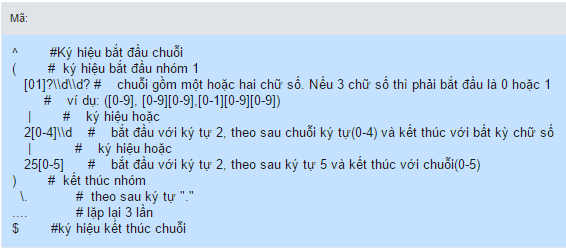 Mã:
^ #Ký hiệu bắt đầu chuỗi
( # ký hiệu bắt đầu nhóm 1
[01]?\\d\\d? # chuỗi gồm một hoặc hai chữ số. Nếu 3 chữ số thì phải bắt đầu là 0 hoặc 1
# ví dụ: ([0-9], [0-9][0-9],[0-1][0-9][0-9])
| # ký hiệu hoặc
2[0-4]\\d # bắt đầu với ký tự 2, theo sau chuỗi ký tự(0-4) và kết thúc với bất kỳ chữ số
| # ký hiệu hoặc
25[0-5] # bắt đầu với ký tự 2, theo sau ký tự 5 và kết thúc với chuỗi(0-5)
) # kết thúc nhóm
\. # theo sau ký tự "."
.... # lặp lại 3 lần
$ #ký hiệu kết thúc chuỗi